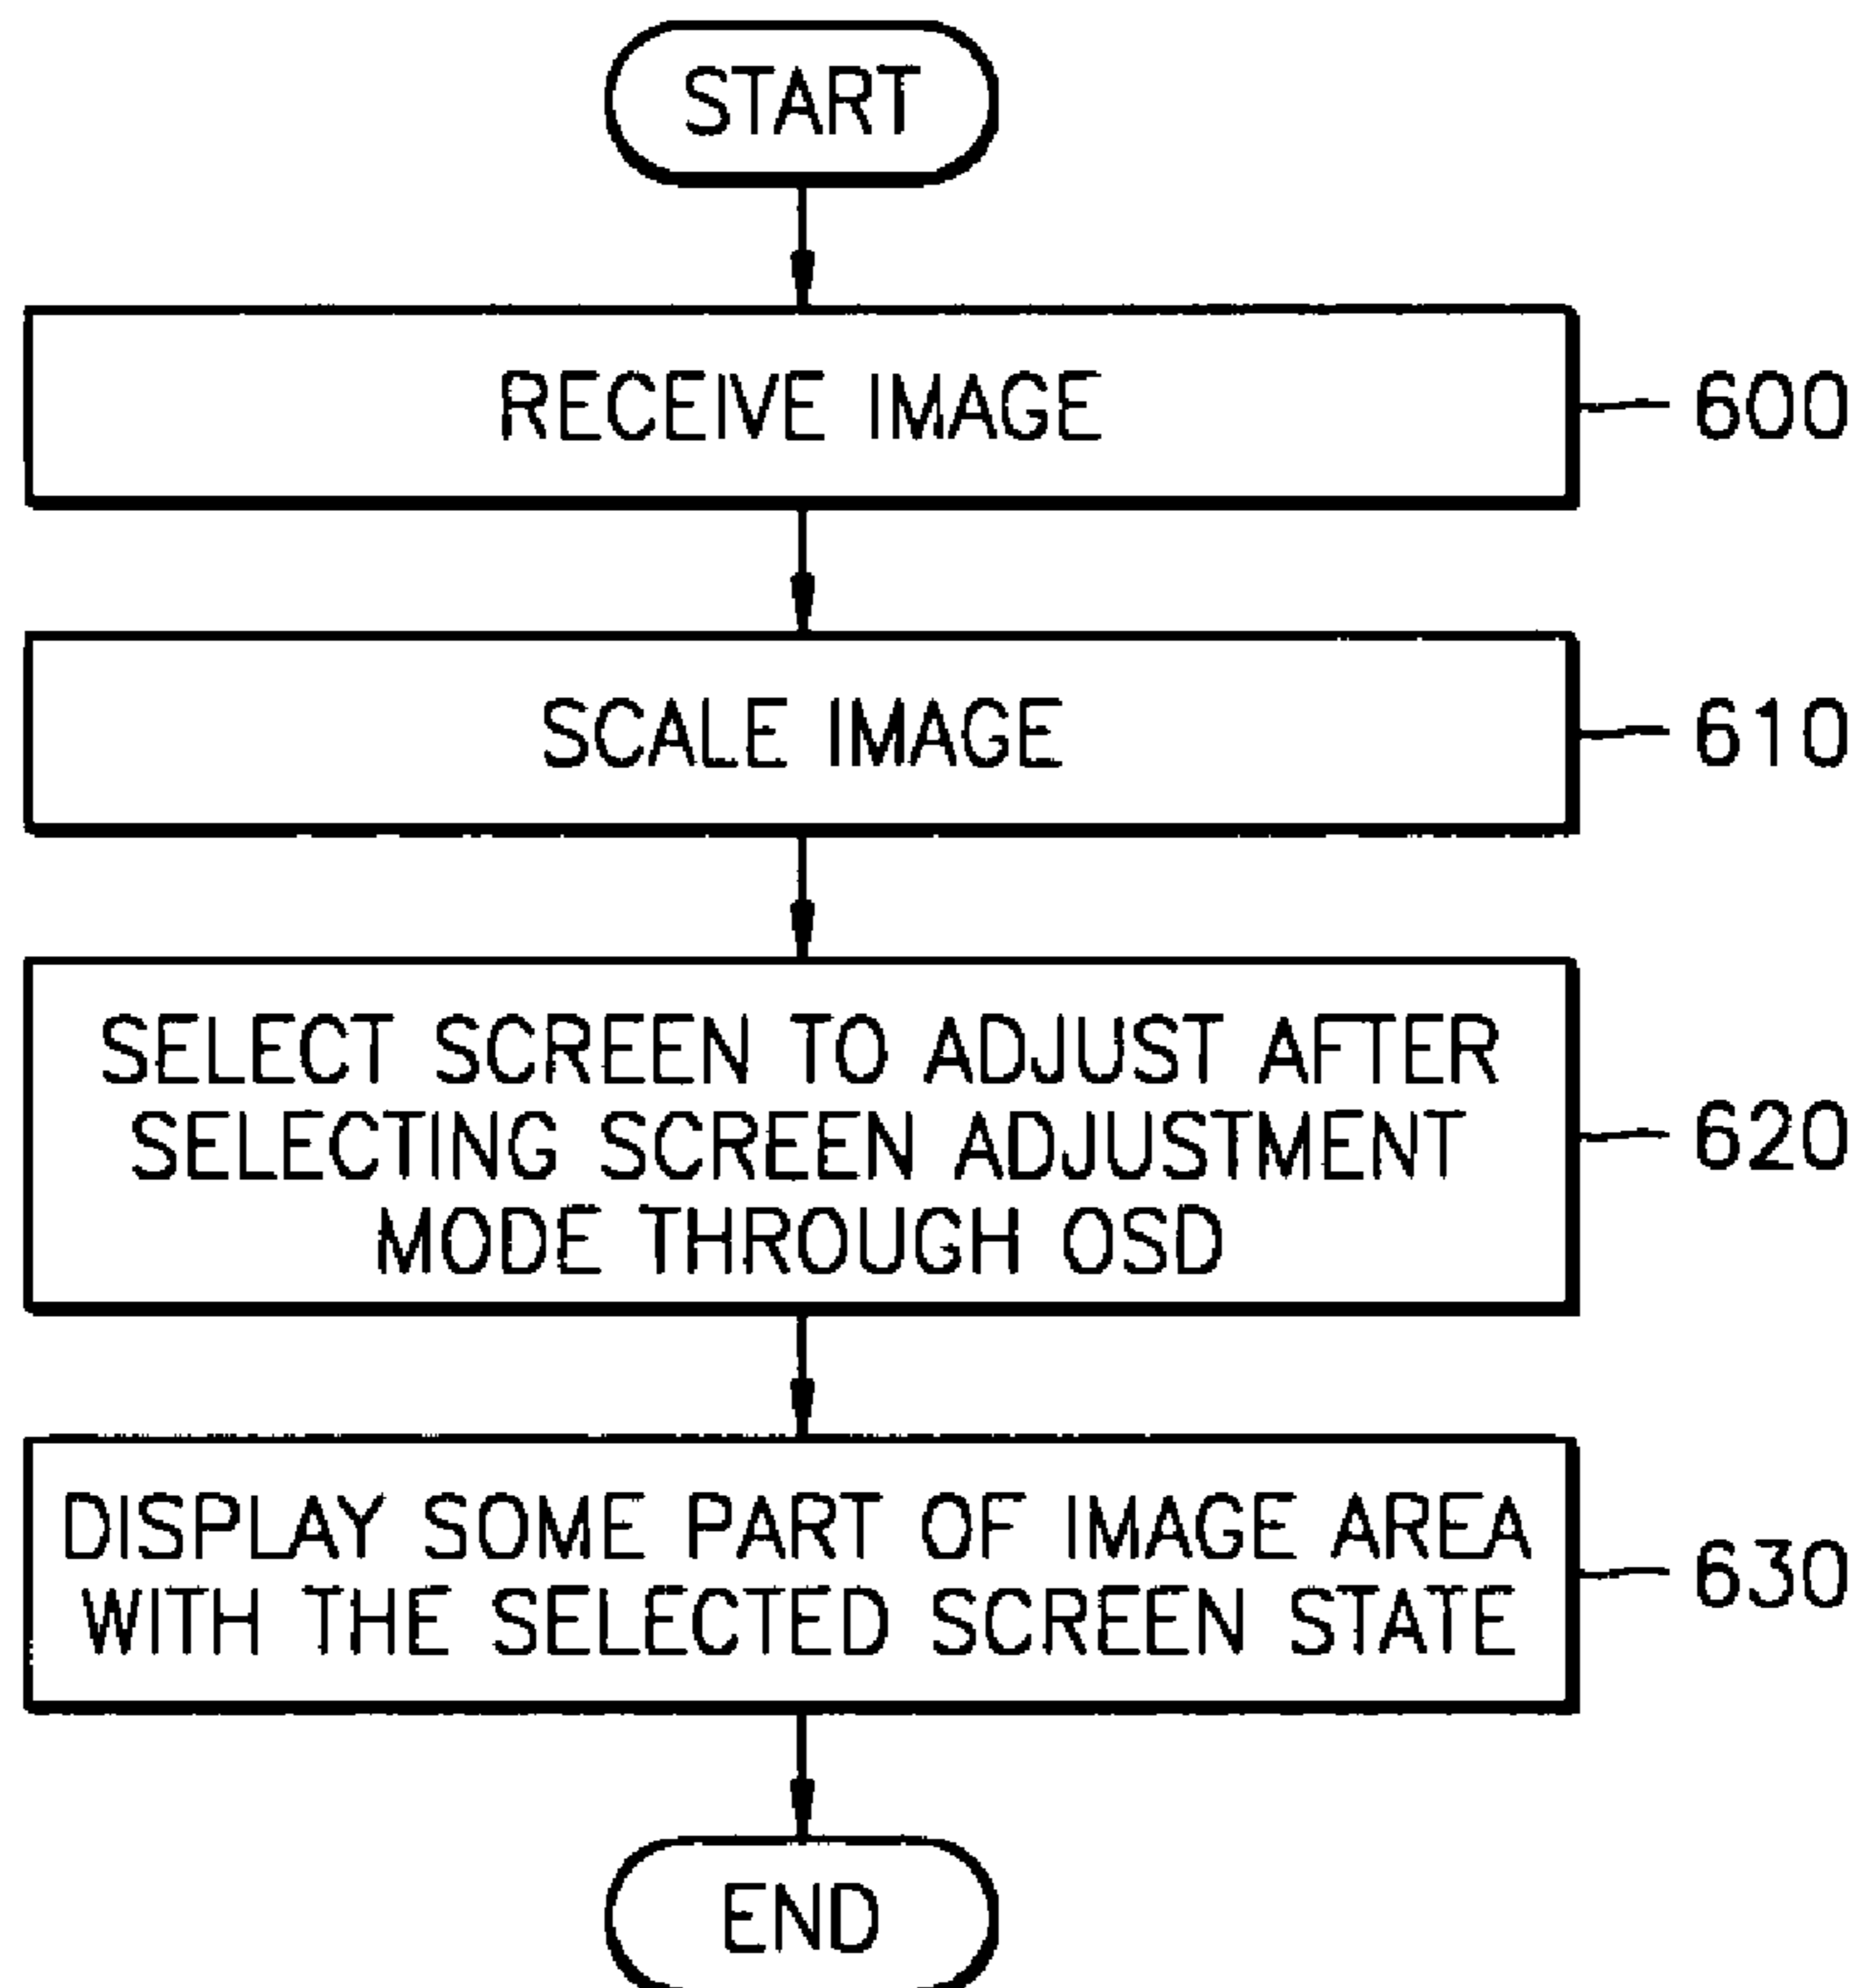 START
RECEIVE IMAGE
600
SCALE IMAGE
610
SELECT SCREEN TO ADJUST AFTER
SELECTING SCREEN ADJUSTMENT
MODE THROUGH OSD
620
DISPLAY SOME PART OF IMAGE AREA
WITH THE SELECTED SCREEN STATE
630
END